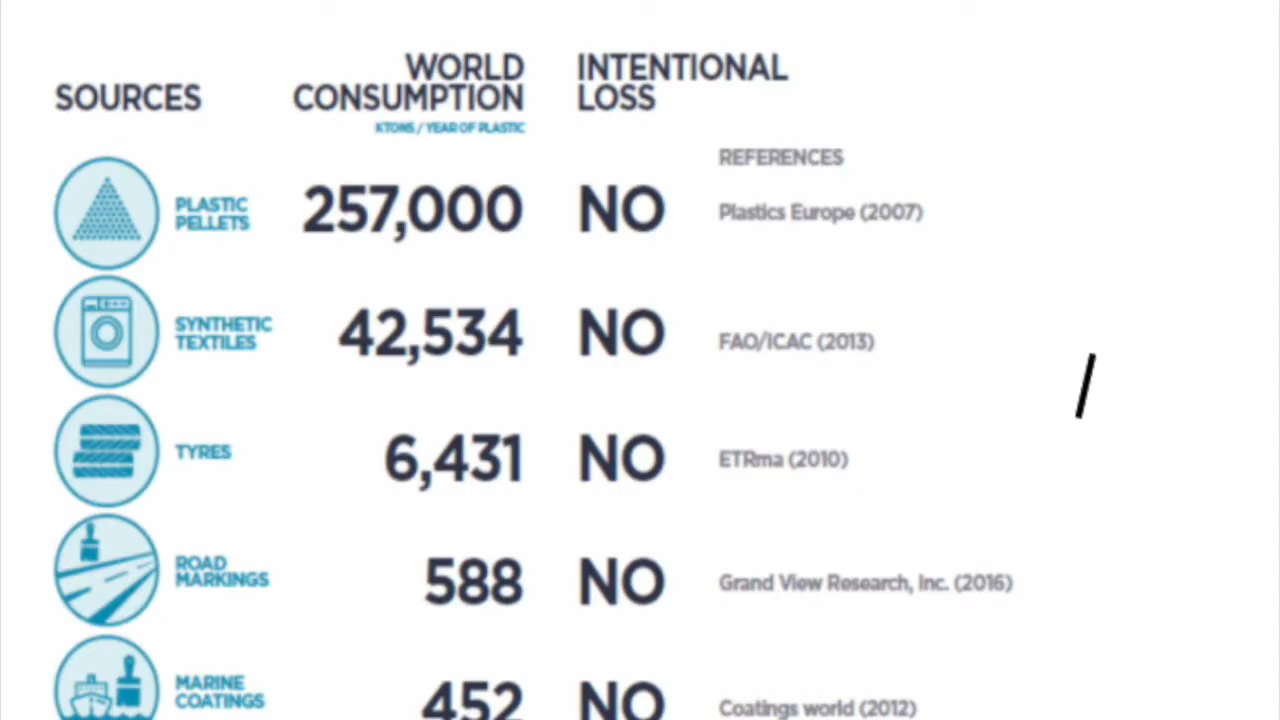 SOURCES
WORLD
CONSUMPTION
KTONS / YEAR OF PLASTIC
INTENTIONAL
LOSS
REFERENCES
PLASTIC
PELLETS
257,000
NO
Plastics Europe (2007)
SYNTHETIC
TEXTILES
42,534
NO
FAO/ICAC (2013)
TYRES
6,431
NO
ETRma (2010)
ROAD
MARKINGS
588
NO
Grand View Research, Inc. (2016)
MARINE
COATINGS
452
NO
Coatings world (2012)
/